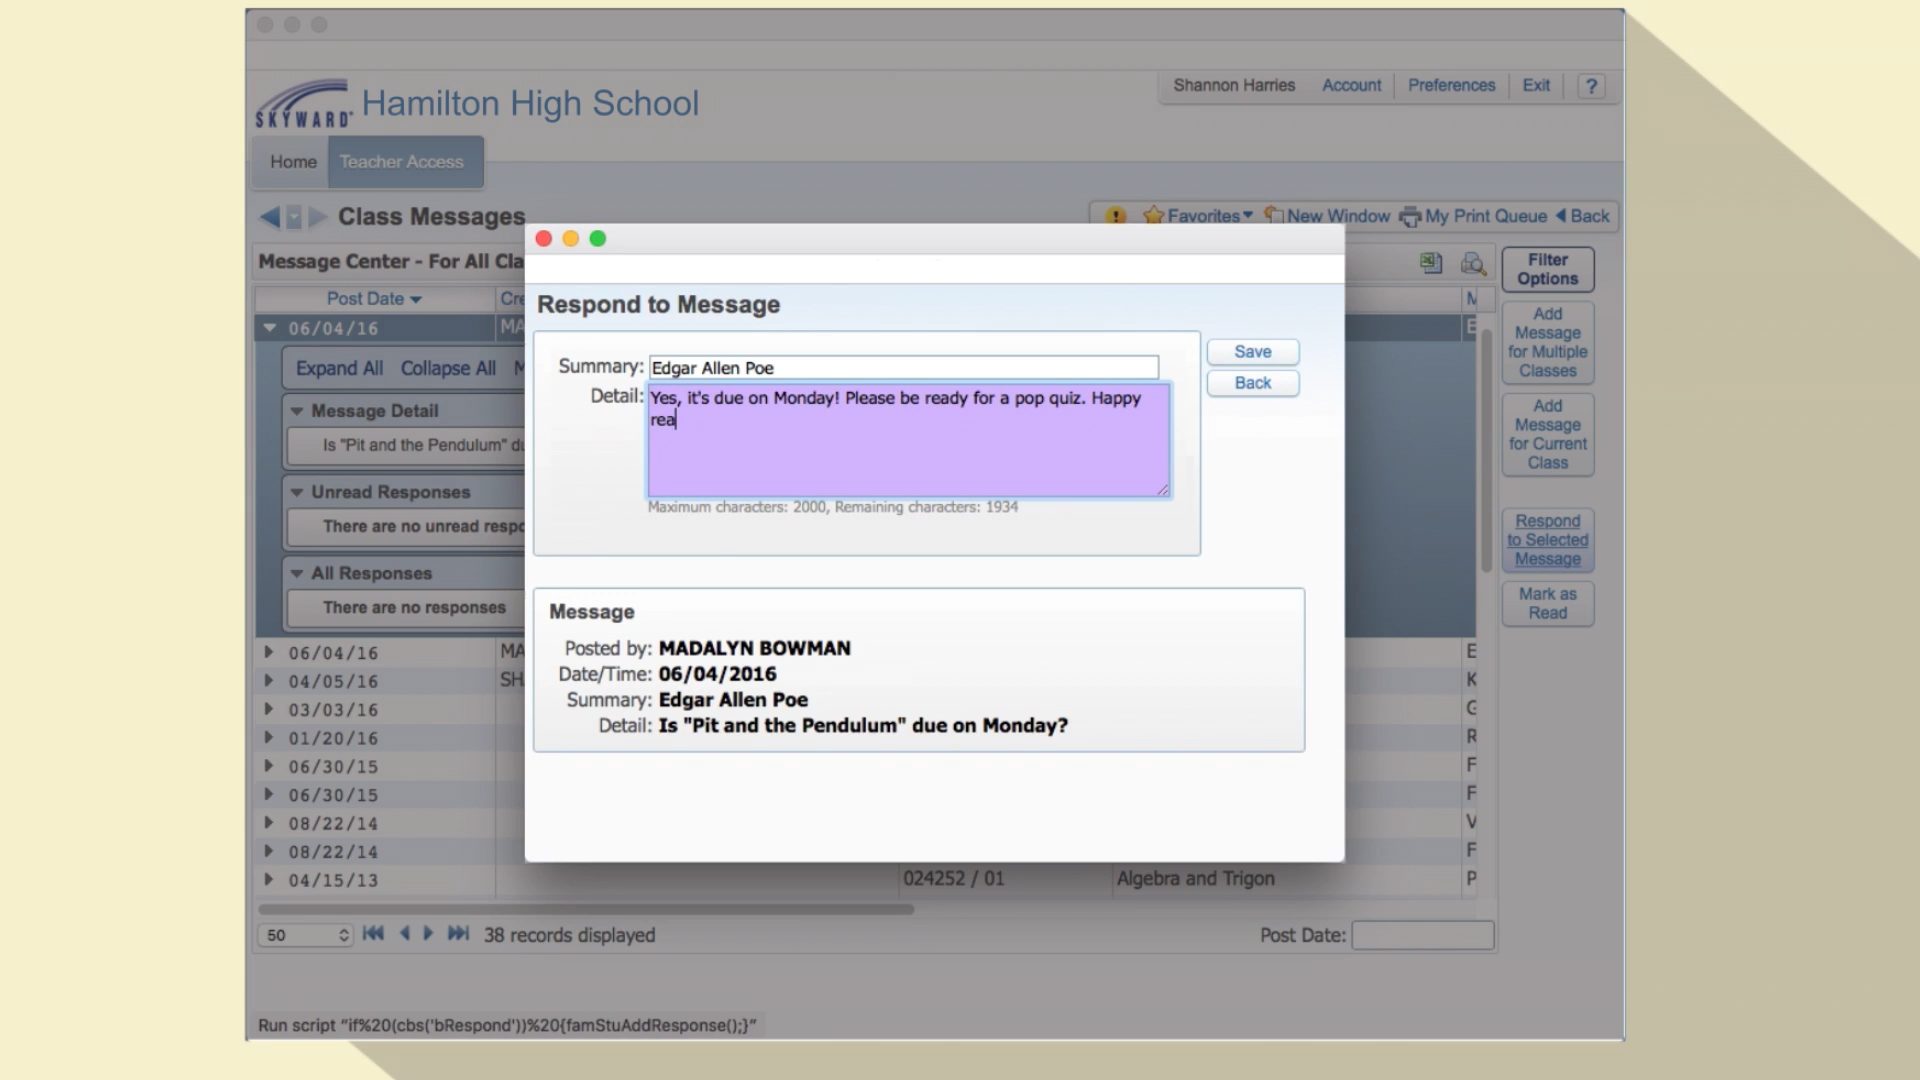 SKYWARD
Hamilton High School
Shannon Harries Account Preferences Exit ?
Home Teacher Access
Class Messages
Favorites New Window My Print Queue Back
Message Center - For All Cla
Filter
Options
Post Date Cre
06/04/16 MA
Expand All Collapse All M
Message Detail
Is "Pit and the Pendulum" du
Unread Responses
There are no unread respo
All Responses
There are no responses
06/04/16 MA E
04/05/16 SH K
03/03/16 G
01/20/16 R
06/30/15 F
06/30/15 F
08/22/14 V
08/22/14 F
04/15/13 024252 / 01 Algebra and Trigon P
50 38 records displayed Post Date:
Run script "if%20(cbs('bRespond'))%20{famStuAddResponse();}"
Add
Message
for Multiple
Classes
Add
Message
for Current
Class
Respond
to Selected
Message
Mark as
Read
Respond to Message
Summary: Edgar Allen Poe
Detail: Yes, it's due on Monday! Please be ready for a pop quiz. Happy
rea
Maximum characters: 2000, Remaining characters: 1934
Save
Back
Message
Posted by: MADALYN BOWMAN
Date/Time: 06/04/2016
Summary: Edgar Allen Poe
Detail: Is "Pit and the Pendulum" due on Monday?